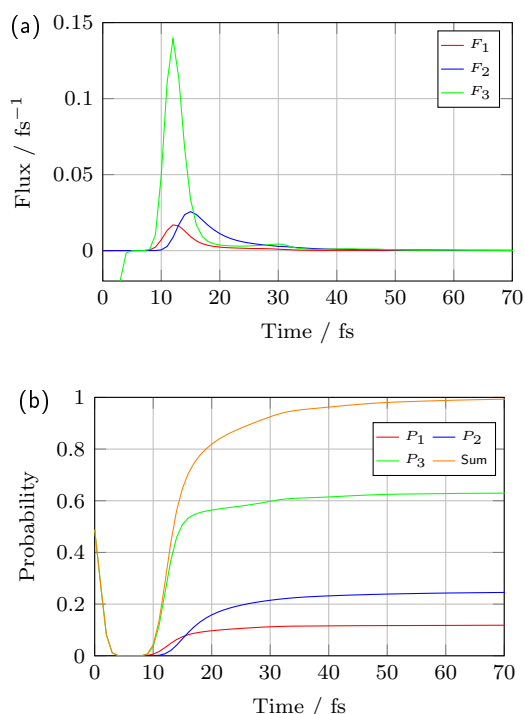 (a)
Flux / fs⁻¹
0.15
0.1
0.05
0
F₁
F₂
F₃
0 10 20 30 40 50 60 70
Time / fs
(b)
Probability
1
0.8
0.6
0.4
0.2
0
P₁ P₂
P₃ Sum
0 10 20 30 40 50 60 70
Time / fs